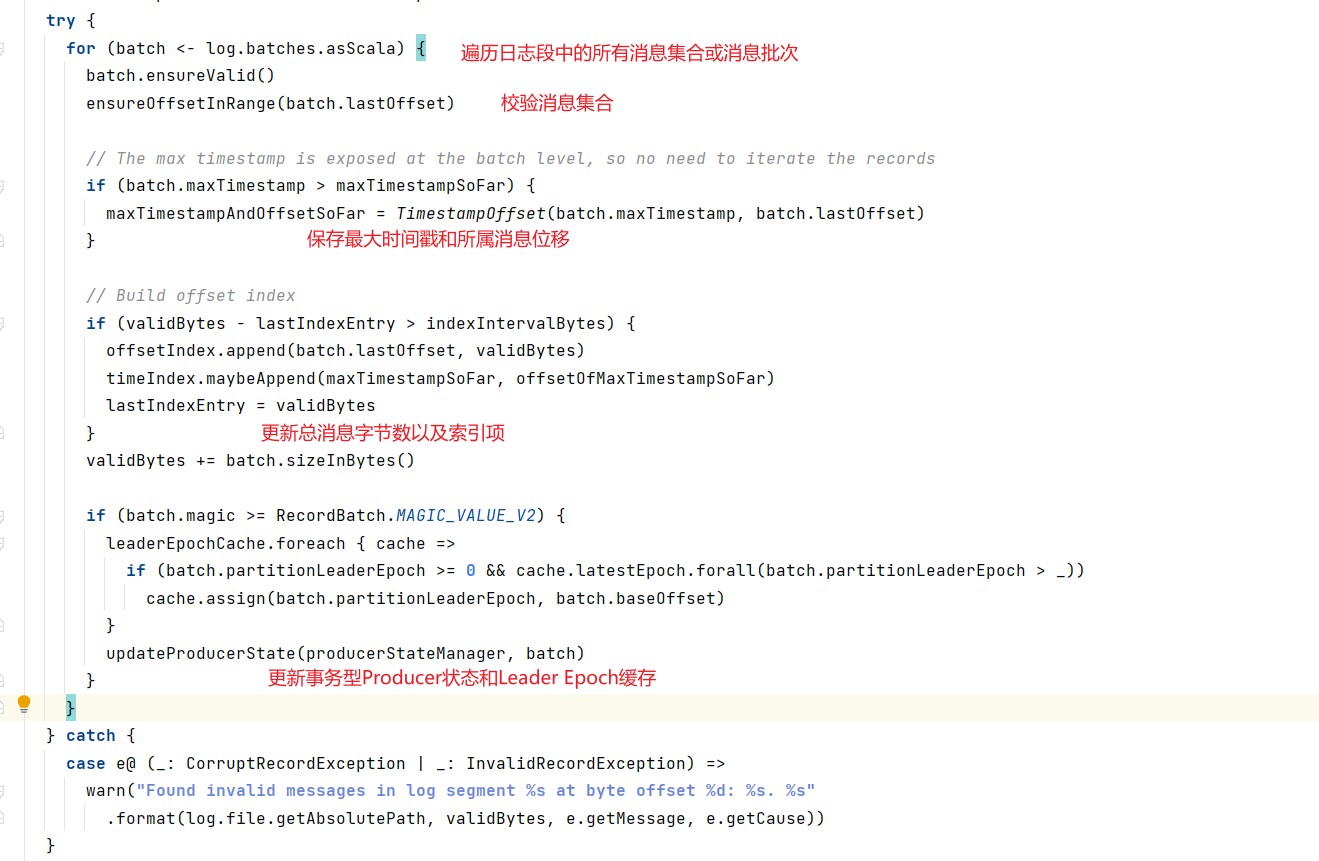 try {
for (batch <- log.batches.asScala) { 遍历日志段中的所有消息集合或消息批次
batch.ensureValid()
ensureOffsetInRange(batch.lastOffset) 校验消息集合
// The max timestamp is exposed at the batch level, so no need to iterate the records
if (batch.maxTimestamp > maxTimestampSoFar) {
maxTimestampAndOffsetSoFar = TimestampOffset(batch.maxTimestamp, batch.lastOffset)
} 保存最大时间戳和所属消息位移
// Build offset index
if (validBytes - lastIndexEntry > indexIntervalBytes) {
offsetIndex.append(batch.lastOffset, validBytes)
timeIndex.maybeAppend(maxTimestampSoFar, offsetOfMaxTimestampSoFar)
lastIndexEntry = validBytes
} 更新总消息字节数以及索引项
validBytes += batch.sizeInBytes()
if (batch.magic >= RecordBatch.MAGIC_VALUE_V2) {
leaderEpochCache.foreach { cache =>
if (batch.partitionLeaderEpoch >= 0 && cache.latestEpoch.forall(batch.partitionLeaderEpoch > _))
cache.assign(batch.partitionLeaderEpoch, batch.baseOffset)
}
updateProducerState(producerStateManager, batch)
} 更新事务型Producer状态和Leader Epoch缓存
}
} catch {
case e@ (_: CorruptRecordException | _: InvalidRecordException) =>
warn("Found invalid messages in log segment %s at byte offset %d: %s. %s"
.format(log.file.getAbsolutePath, validBytes, e.getMessage, e.getCause))
}